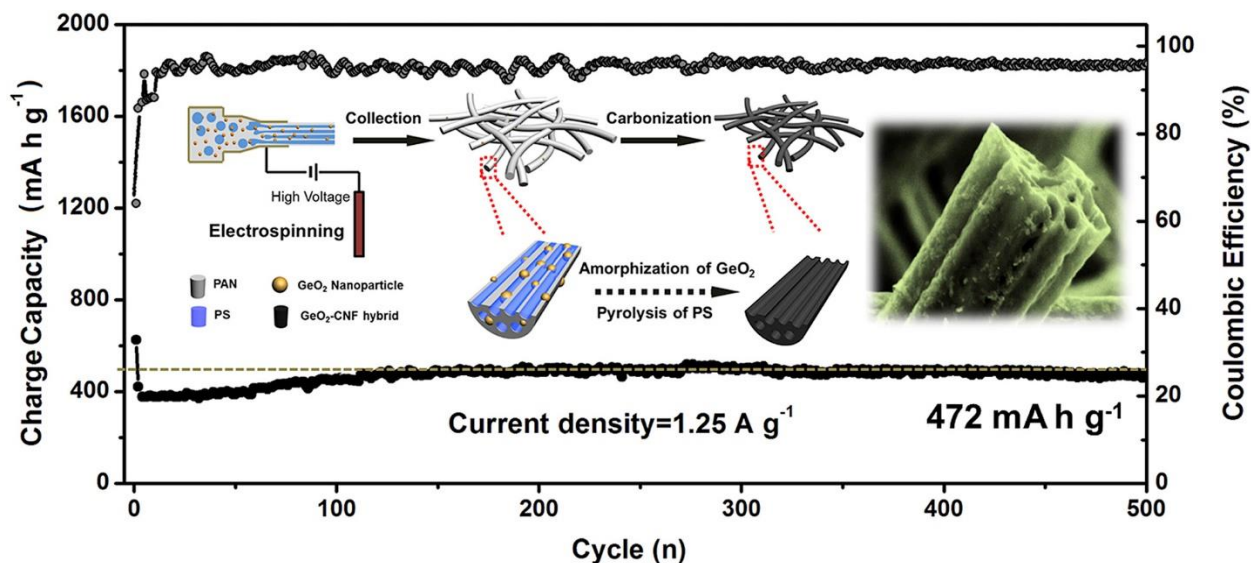 2000
1600
1200
800
400
0
Charge Capacity (mA h g⁻¹)
100
80
60
40
20
0
Coulombic Efficiency (%)
Collection
Carbonization
High Voltage
Electrospinning
PAN
GeO₂ Nanoparticle
PS
GeO₂-CNF hybrid
Amorphization of GeO₂
Pyrolysis of PS
Current density=1.25 A g⁻¹
472 mA h g⁻¹
0
100
200
300
400
500
Cycle (n)